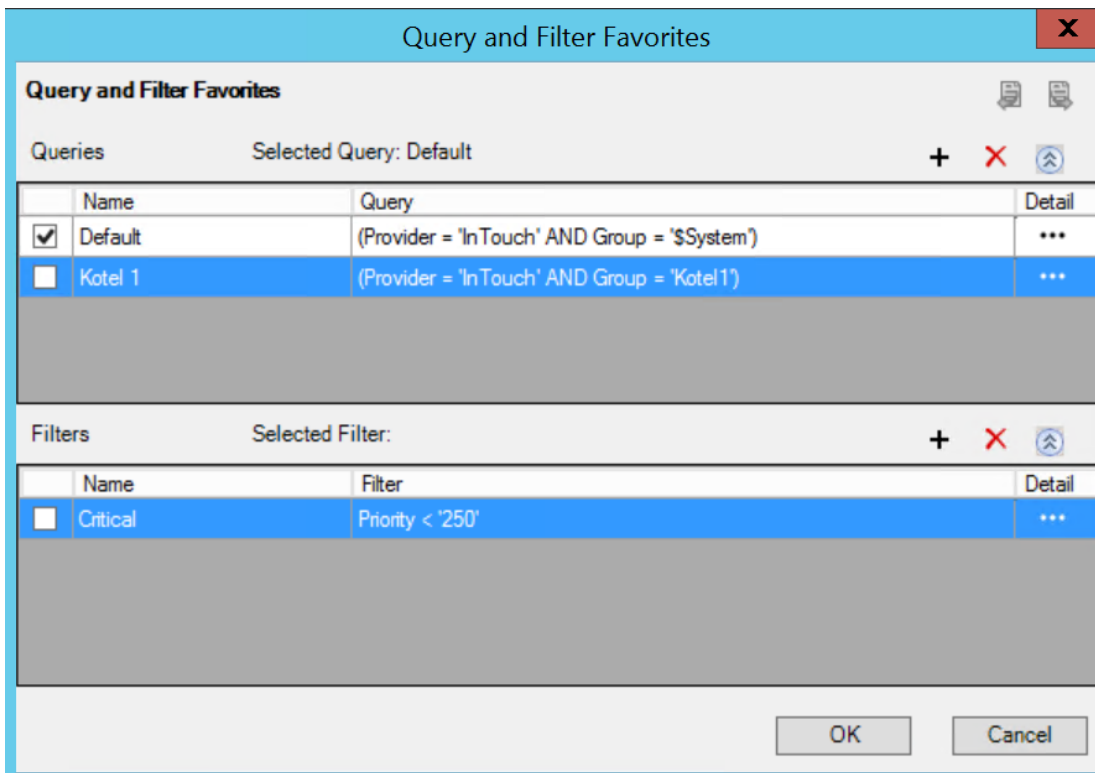 Query and Filter Favorites
Query and Filter Favorites
Queries Selected Query: Default
Name Query Detail
Default (Provider = 'InTouch' AND Group = '$System') ...
Kotel 1 (Provider = 'InTouch' AND Group = 'Kotel1') ...
Filters Selected Filter:
Name Filter Detail
Critical Priority < '250' ...
OK Cancel